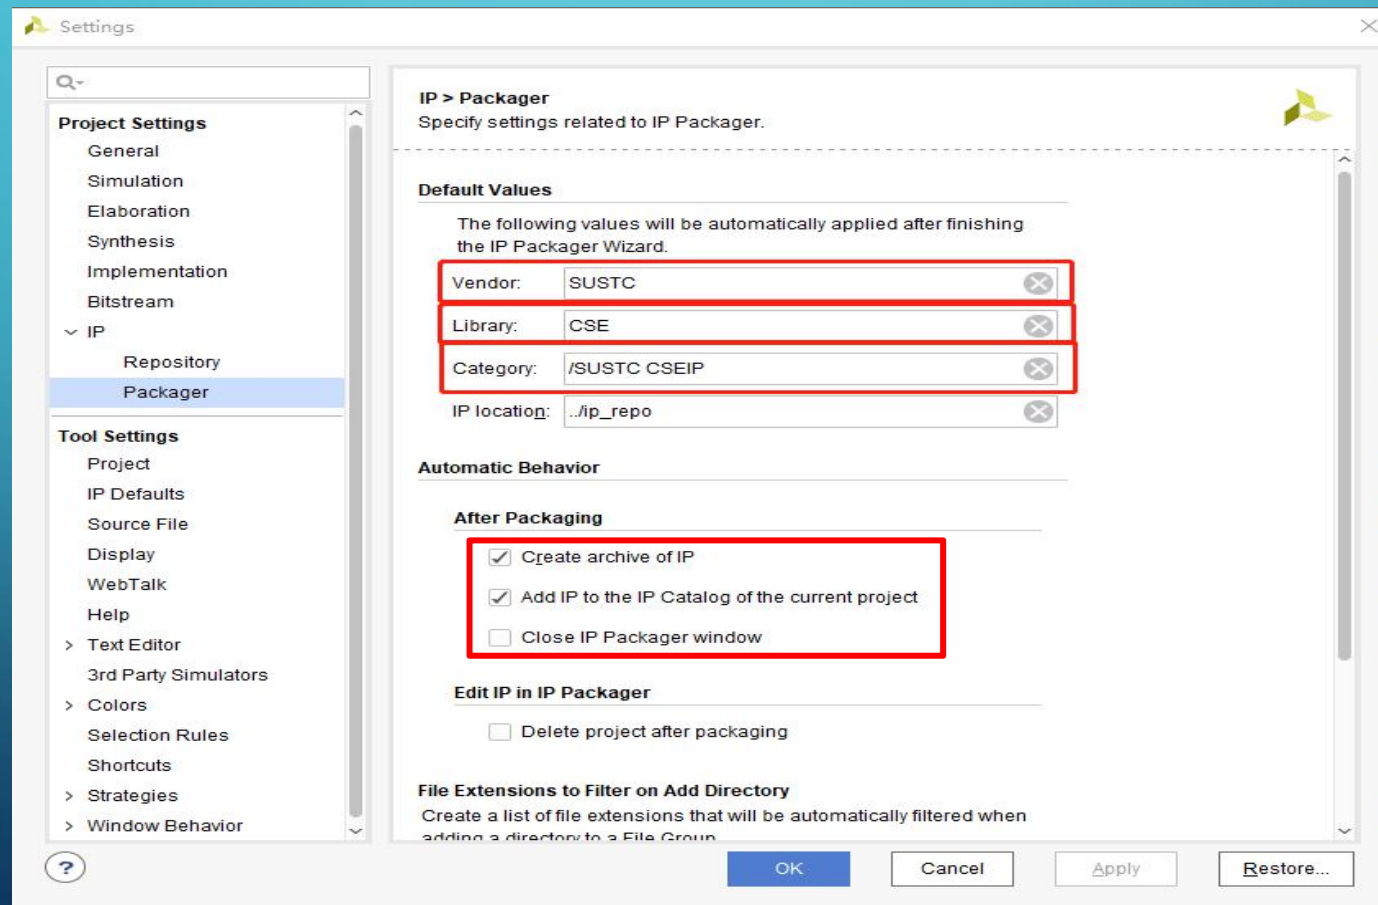 Settings
Project Settings
General
Simulation
Elaboration
Synthesis
Implementation
Bitstream
IP
Repository
Packager
Tool Settings
Project
IP Defaults
Source File
Display
WebTalk
Help
Text Editor
3rd Party Simulators
Colors
Selection Rules
Shortcuts
Strategies
Window Behavior
IP > Packager
Specify settings related to IP Packager.
Default Values
The following values will be automatically applied after finishing
the IP Packager Wizard.
Vendor: SUSTC
Library: CSE
Category: /SUSTC CSEIP
IP location: ../ip_repo
Automatic Behavior
After Packaging
Create archive of IP
Add IP to the IP Catalog of the current project
Close IP Packager window
Edit IP in IP Packager
Delete project after packaging
File Extensions to Filter on Add Directory
Create a list of file extensions that will be automatically filtered when
adding a directory to a File Group
? OK Cancel Apply Restore...